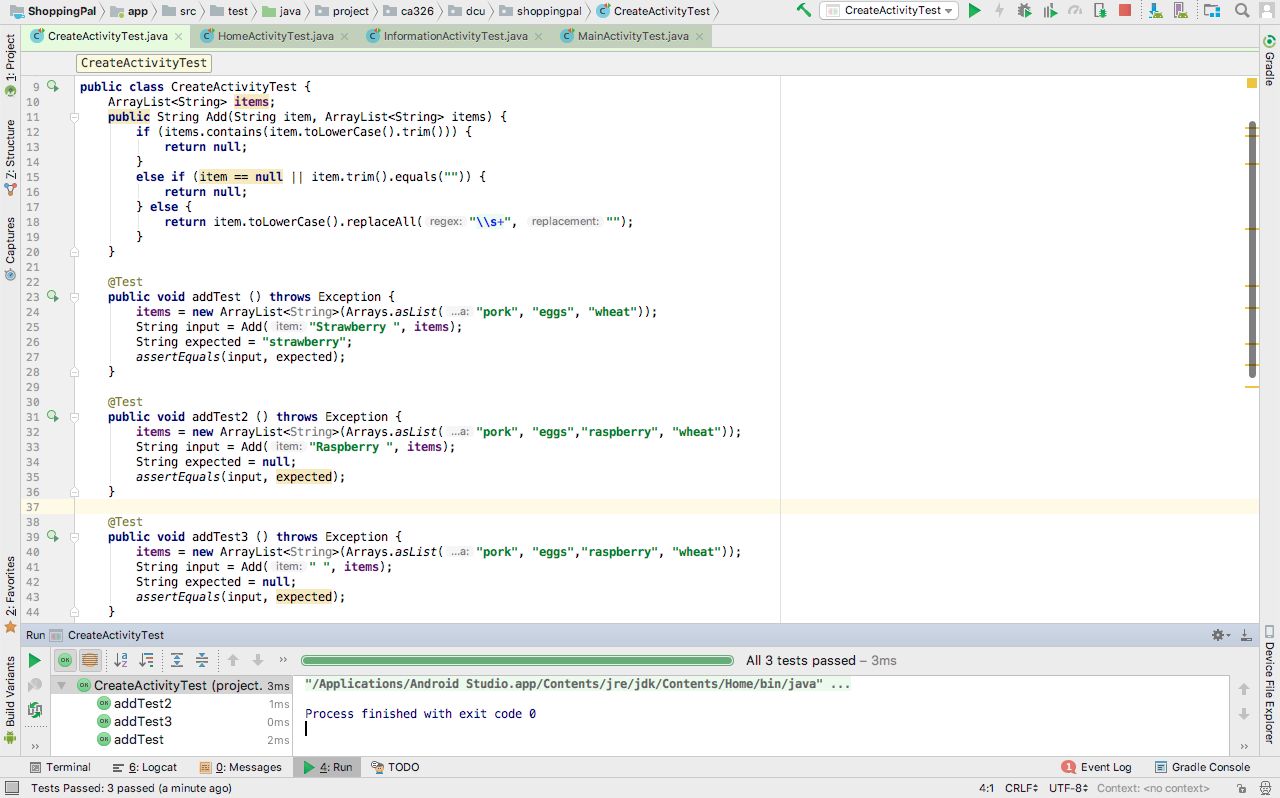 ShoppingPal app src test java project ca326 dcu shoppingpal CreateActivityTest CreateActivityTest
CreateActivityTest.java HomeActivityTest.java InformationActivityTest.java MainActivityTest.java
CreateActivityTest
1: Project
Z: Structure
Captures
2: Favorites
Build Variants
Gradle
Device File Explorer
9 public class CreateActivityTest {
10 ArrayList<String> items;
11 public String Add(String item, ArrayList<String> items) {
12 if (items.contains(item.toLowerCase().trim())) {
13 return null;
14 }
15 else if (item == null || item.trim().equals("")) {
16 return null;
17 } else {
18 return item.toLowerCase().replaceAll( regex: "\\s+", replacement: "");
19 }
20 }
21
22 @Test
23 public void addTest () throws Exception {
24 items = new ArrayList<String>(Arrays.asList( ...a: "pork", "eggs", "wheat"));
25 String input = Add( item: "Strawberry ", items);
26 String expected = "strawberry";
27 assertEquals(input, expected);
28 }
29
30 @Test
31 public void addTest2 () throws Exception {
32 items = new ArrayList<String>(Arrays.asList( ...a: "pork", "eggs","raspberry", "wheat"));
33 String input = Add( item: "Raspberry ", items);
34 String expected = null;
35 assertEquals(input, expected);
36 }
37
38 @Test
39 public void addTest3 () throws Exception {
40 items = new ArrayList<String>(Arrays.asList( ...a: "pork", "eggs","raspberry", "wheat"));
41 String input = Add( item: " ", items);
42 String expected = null;
43 assertEquals(input, expected);
44 }
Run CreateActivityTest
All 3 tests passed – 3ms
CreateActivityTest (project. 3ms
addTest2 1ms
addTest3 0ms
addTest 2ms
"/Applications/Android Studio.app/Contents/jre/jdk/Contents/Home/bin/java" ...
Process finished with exit code 0
Terminal 6: Logcat 0: Messages 4: Run TODO 1 Event Log Gradle Console
Tests Passed: 3 passed (a minute ago) 4:1 CRLF UTF-8 Context: <no context>